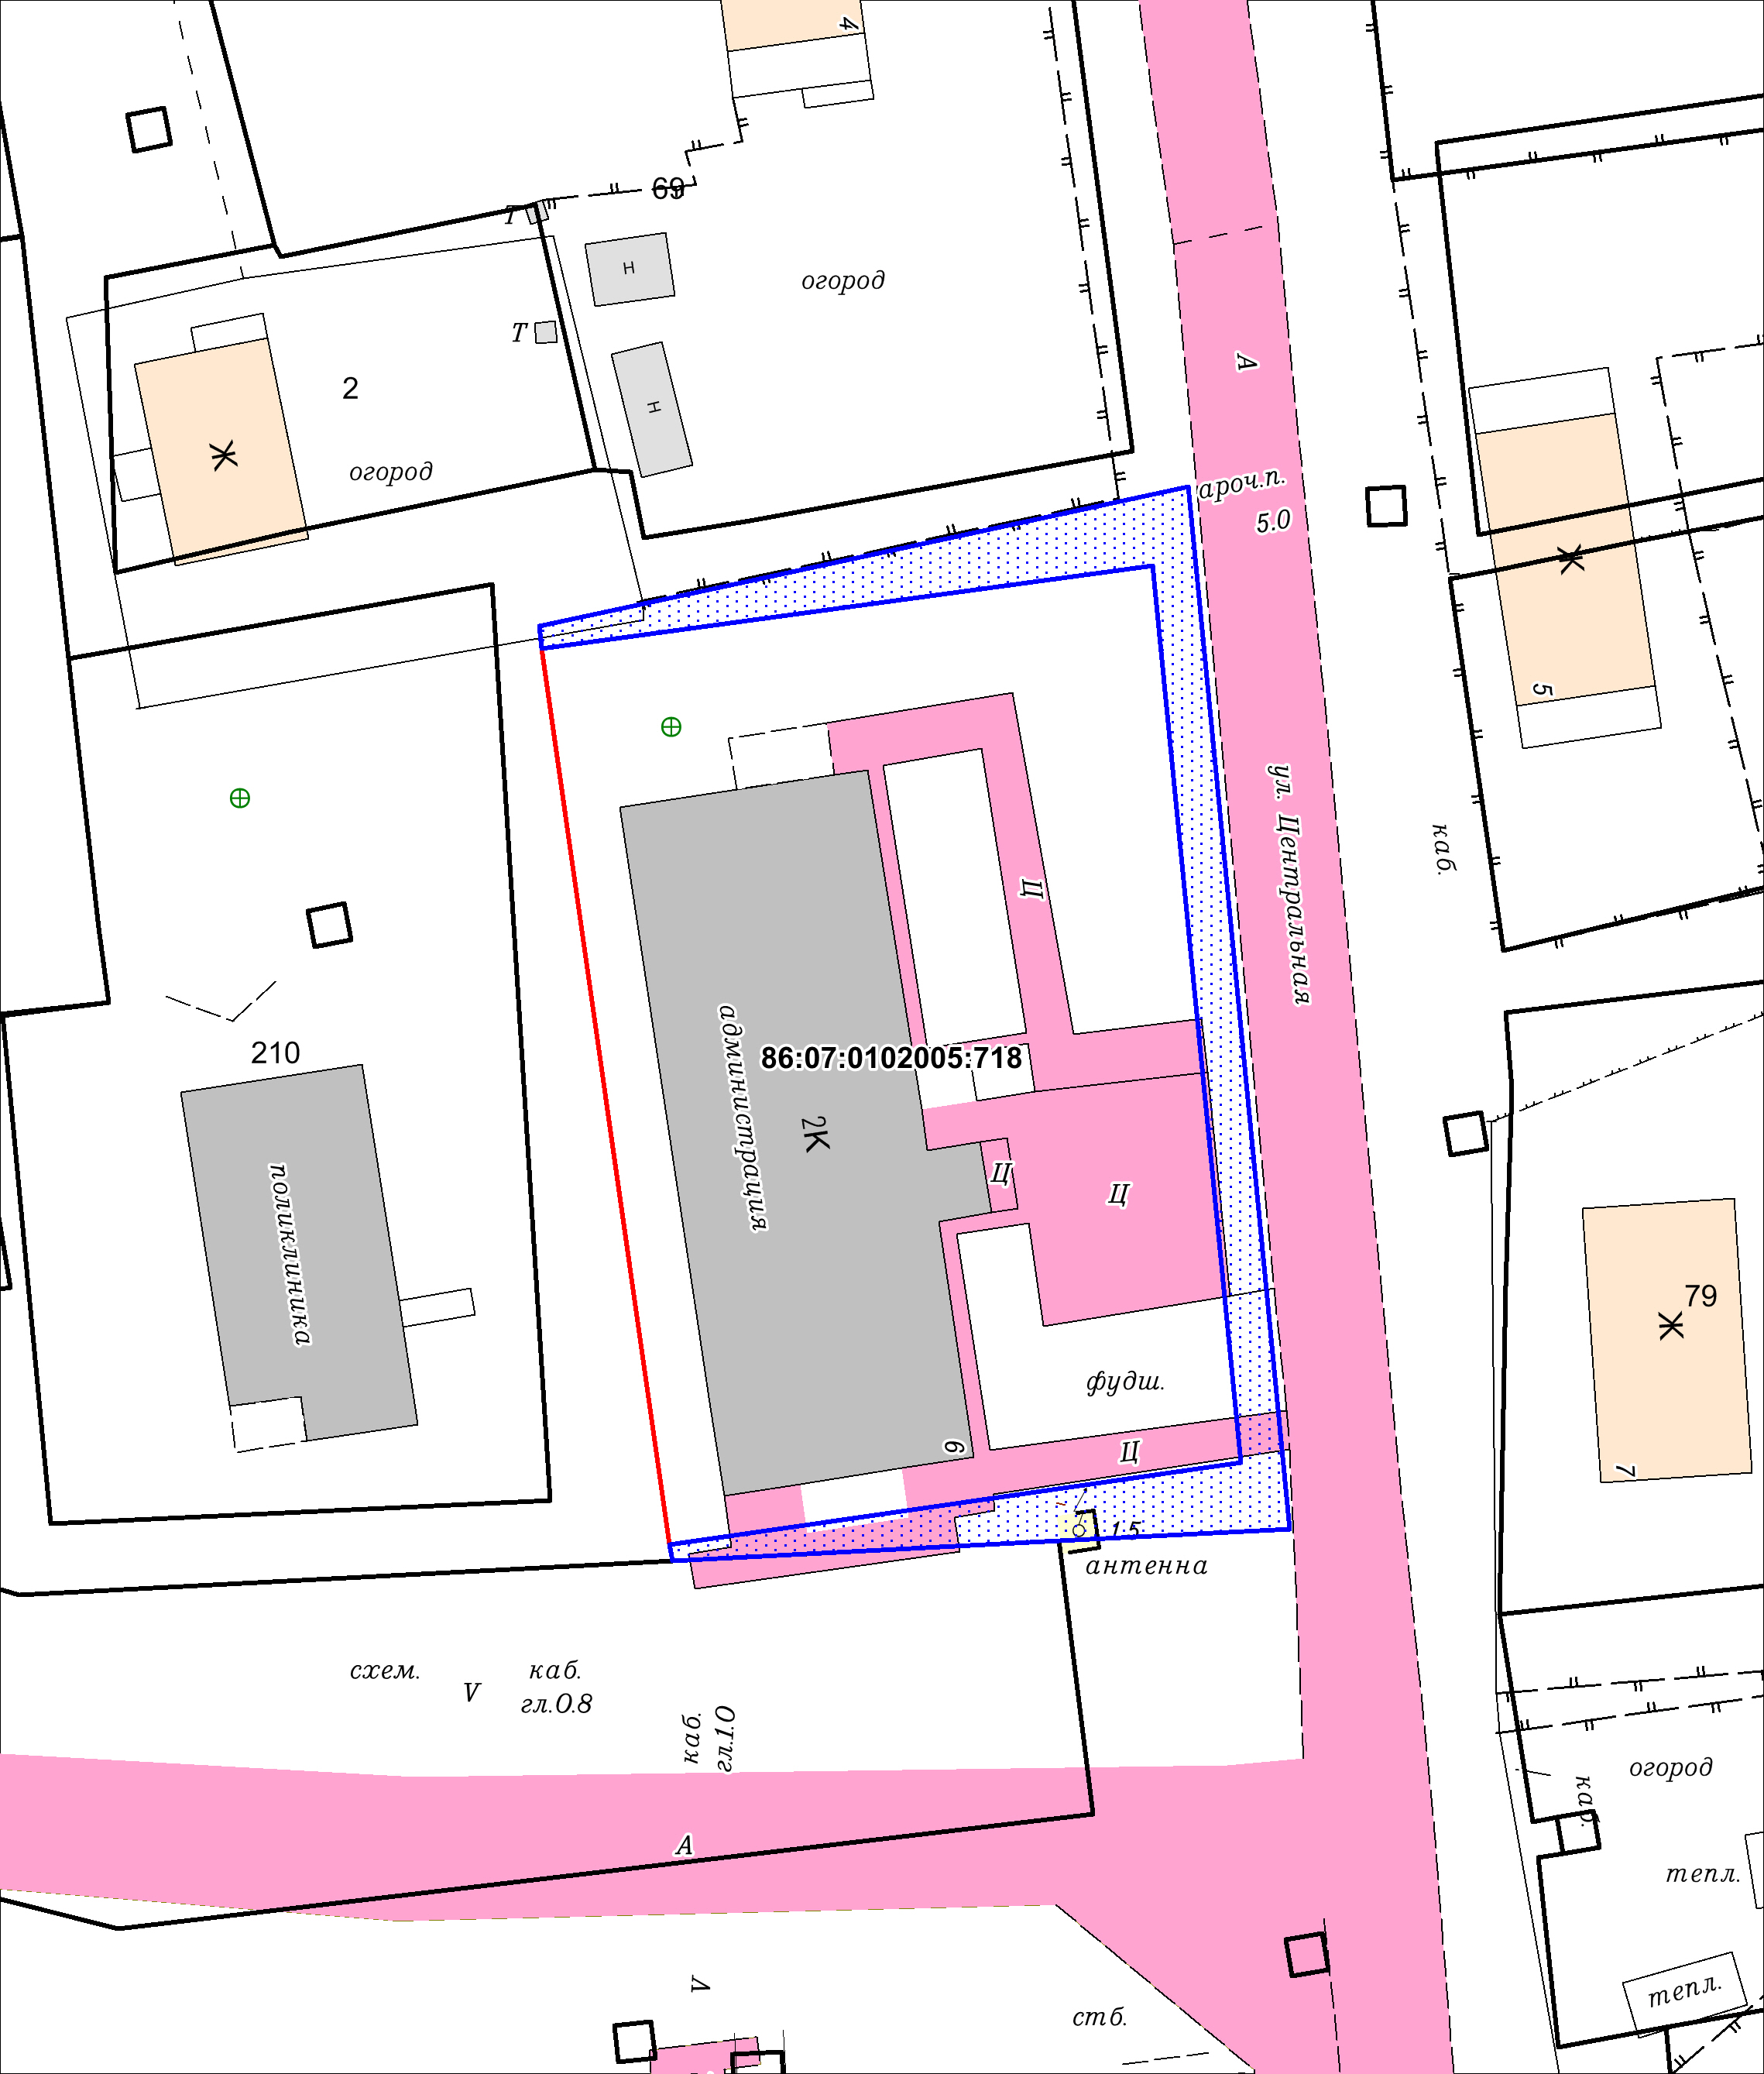 4
69
Т
н
огород
Т
А
2
н
Ж
огород
ароч.п.
5.0
Ж
5
ул. Центральная
каб.
Ц
210
администрация
86:07:0102005:718
2К
поликлиника
Ц
Ц
79
Ж
фудш.
6
Ц
7
1.5
антенна
схем.
V
каб.
гл.0.8
каб.
гл.1.0
огород
каб.
А
тепл.
V
тепл.
стб.